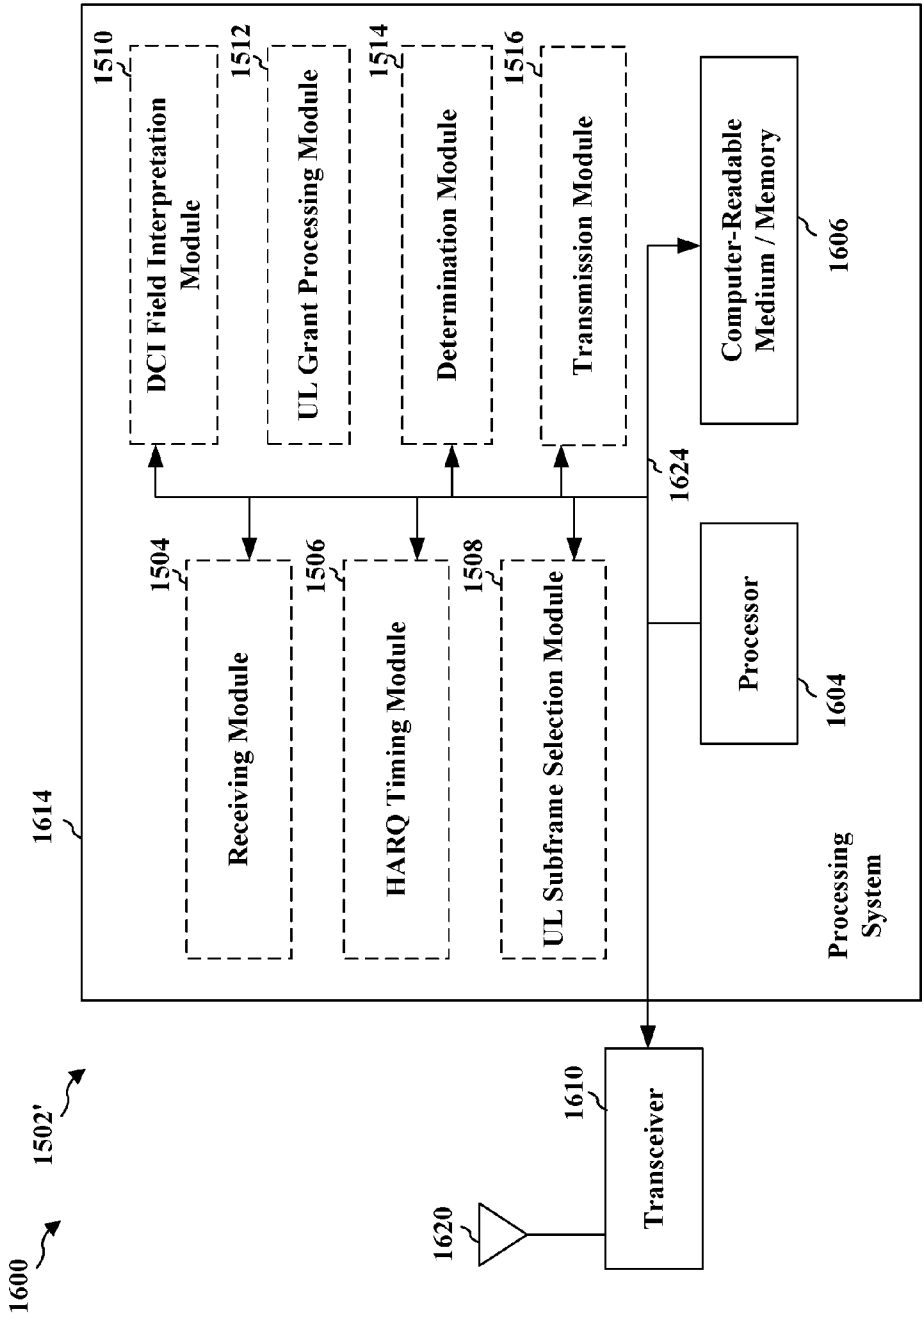 1600
1502'
1614
1504
Receiving Module
1506
HARQ Timing Module
1508
UL Subframe Selection Module
1510
DCI Field Interpretation
Module
1512
UL Grant Processing Module
1514
Determination Module
1516
Transmission Module
1620
1610
Transceiver
1624
Processor
1604
Computer-Readable
Medium / Memory
1606
Processing
System